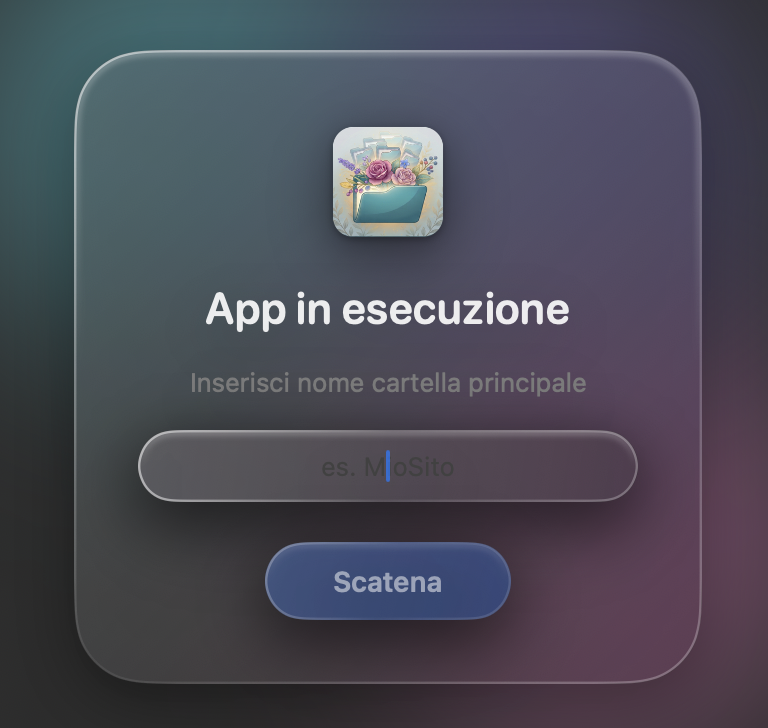 App in esecuzione
Inserisci nome cartella principale
es. MioSito
Scatena